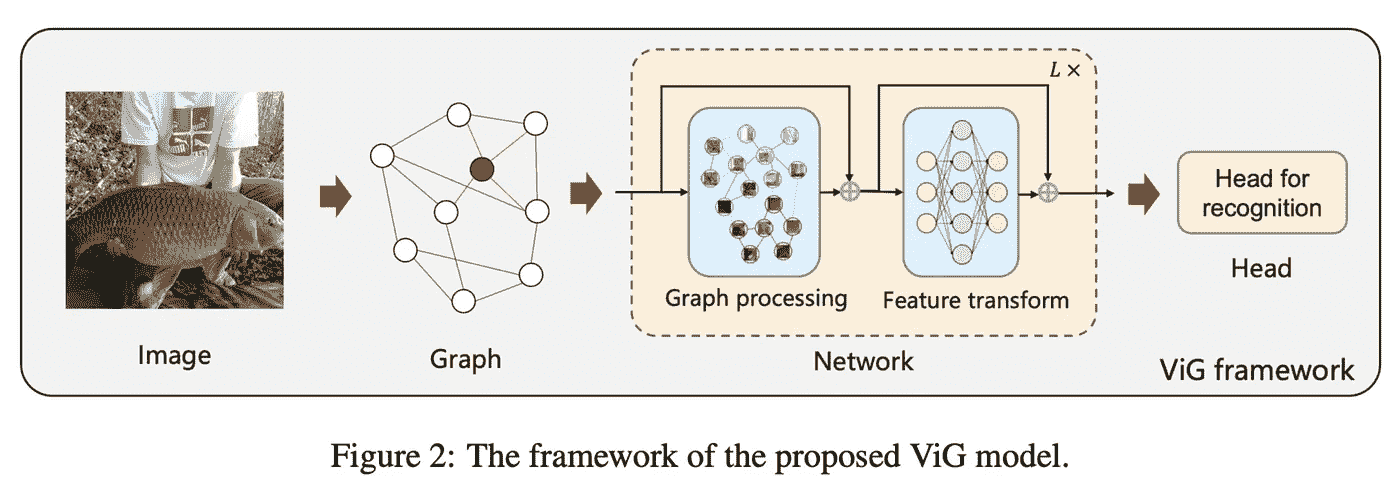 L ×
Graph processing
Feature transform
Head for
recognition
Head
Image
Graph
Network
ViG framework
Figure 2: The framework of the proposed ViG model.